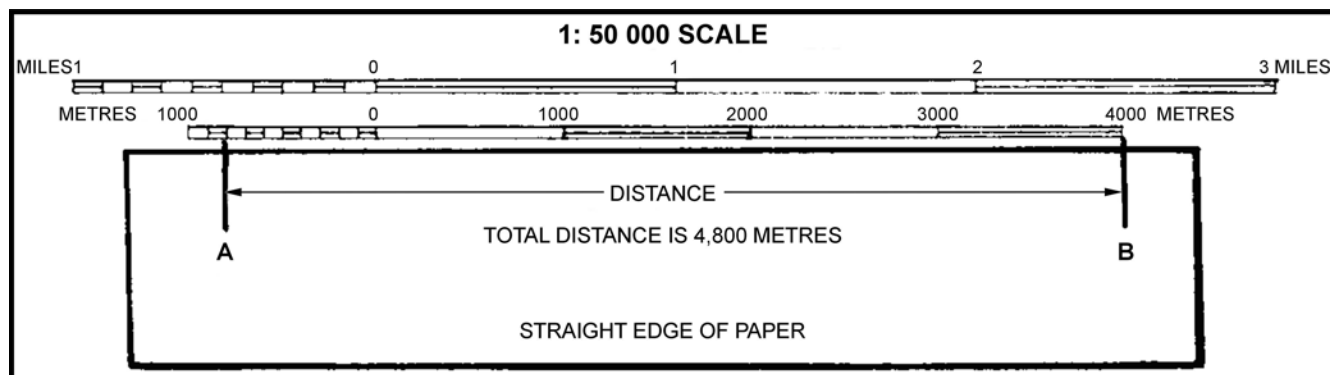 1: 50 000 SCALE
MILES1 0 1 2 3 MILES
METRES 1000 0 1000 2000 3000 4000 METRES
DISTANCE
TOTAL DISTANCE IS 4,800 METRES
A B
STRAIGHT EDGE OF PAPER